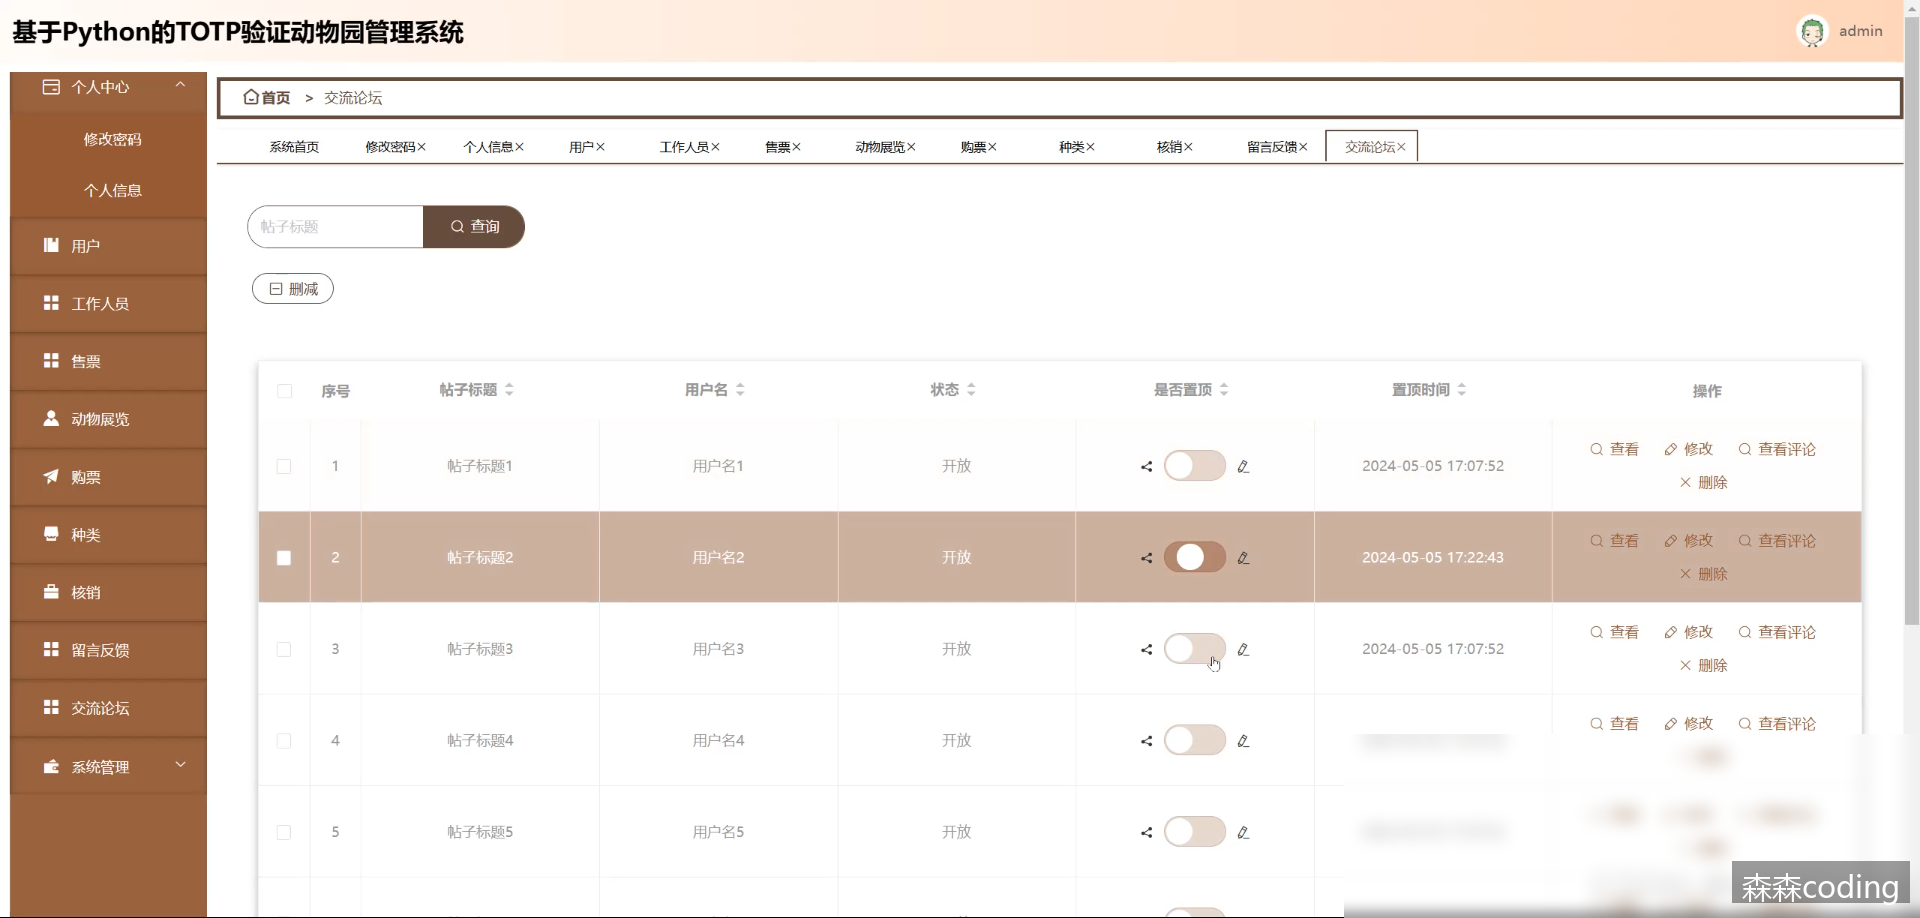 基于Python的TOTP验证动物园管理系统
admin
个人中心
修改密码
个人信息
用户
工作人员
售票
动物展览
购票
种类
核销
留言反馈
交流论坛
系统管理
首页 > 交流论坛
系统首页 修改密码× 个人信息× 用户× 工作人员× 售票× 动物展览× 购票× 种类× 核销× 留言反馈× 交流论坛×
帖子标题 查询
删减
序号 帖子标题 用户名 状态 是否置顶 置顶时间 操作
1 帖子标题1 用户名1 开放 2024-05-05 17:07:52 查看 修改 查看评论
删除
2 帖子标题2 用户名2 开放 2024-05-05 17:22:43 查看 修改 查看评论
删除
3 帖子标题3 用户名3 开放 2024-05-05 17:07:52 查看 修改 查看评论
删除
4 帖子标题4 用户名4 开放 查看 修改 查看评论
5 帖子标题5 用户名5 开放
森森coding